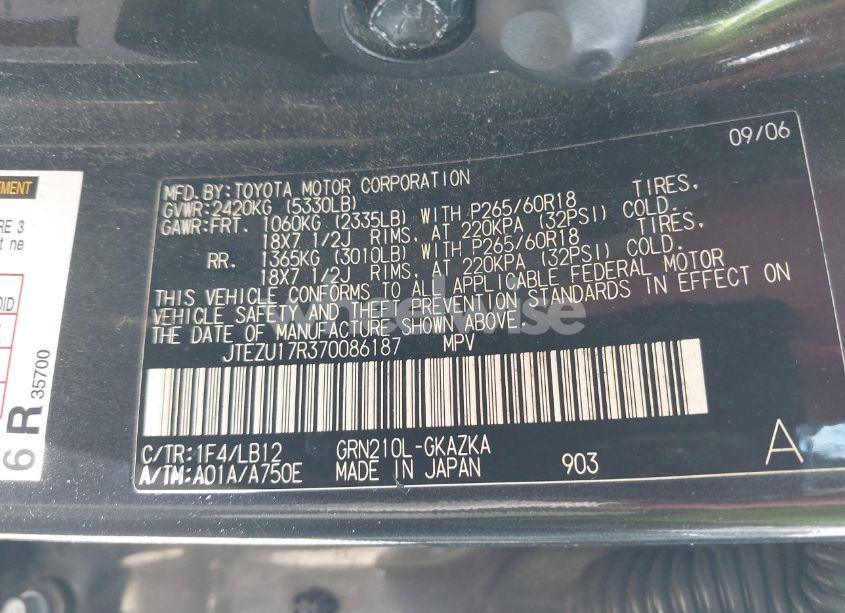 09/06
MFD. BY: TOYOTA MOTOR CORPORATION
GVWR: 2420KG (5330LB)
GAWR: FRT. 1060KG (2335LB) WITH P265/60R18 TIRES,
18X7 1/2J RIMS, AT 220KPA (32PSI) COLD.
RR. 1365KG (3010LB) WITH P265/60R18 TIRES,
18X7 1/2J RIMS, AT 220KPA (32PSI) COLD.
THIS VEHICLE CONFORMS TO ALL APPLICABLE FEDERAL MOTOR
VEHICLE SAFETY AND THEFT PREVENTION STANDARDS IN EFFECT ON
THE DATE OF MANUFACTURE SHOWN ABOVE.
JTEZU17R370086187 MPV
C/TR: 1F4/LB12 GRN210L-GKAZKA
A/TM: A01A/A750E MADE IN JAPAN 903 A
wheelwise
6 R 35700